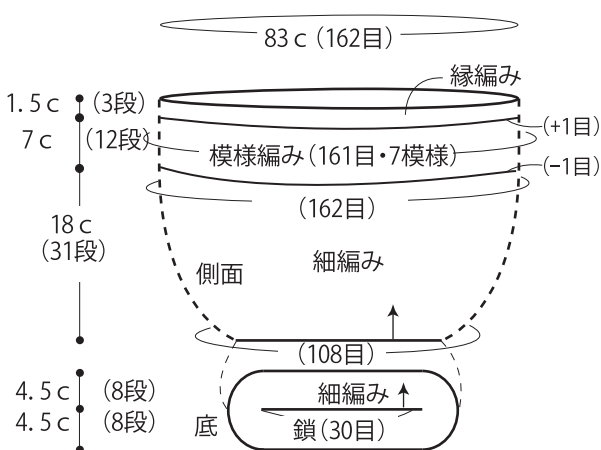 83c(162目)
縁編み
1.5c (3段)
(+1目)
7c (12段)
模様編み(161目・7模様)
(−1目)
(162目)
18c
(31段)
側面
細編み
(108目)
4.5c (8段)
細編み
4.5c (8段)
底
鎖(30目)